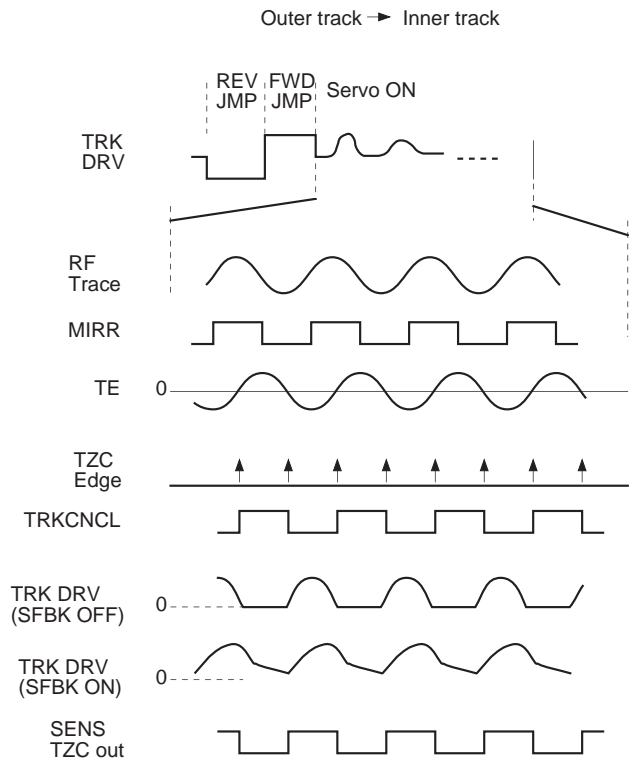 Outer track → Inner track
REV JMP
FWD JMP
Servo ON
TRK
DRV
RF
Trace
MIRR
TE
0
TZC
Edge
TRKCNCL
TRK DRV
(SFBK OFF)
0
TRK DRV
(SFBK ON)
0
SENS
TZC out